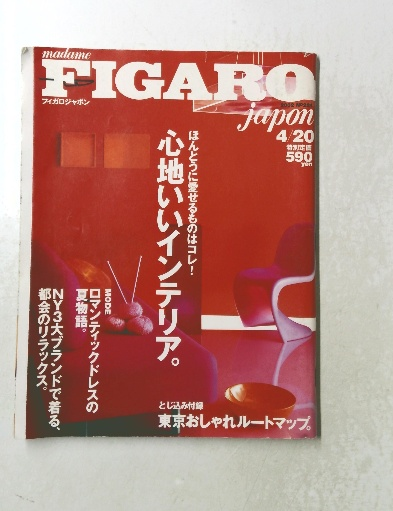 madame
FIGARO
フィガロジャポン
japon
4/20
特別定価
590
yen
ほんとうに愛せるものはコレ!
心地いいインテリア。
MODE
ロマンティックドレスの
夏物語。
NY3大ブランドで着る、
都会のリラックス。
とじ込み付録
東京おしゃれルートマップ。